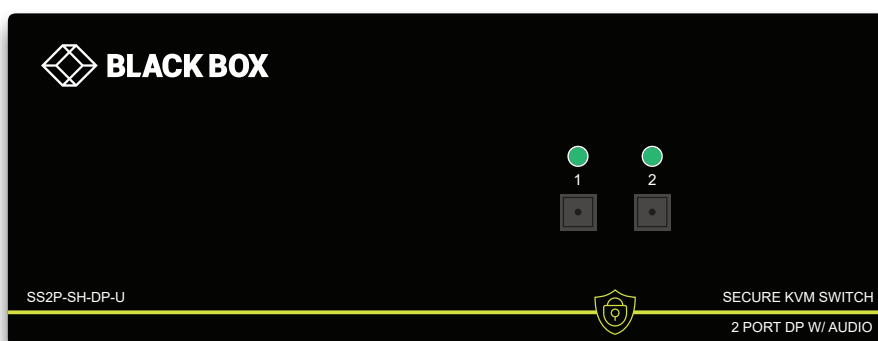 BLACK BOX
1 2
SS2P-SH-DP-U
SECURE KVM SWITCH
2 PORT DP W/ AUDIO